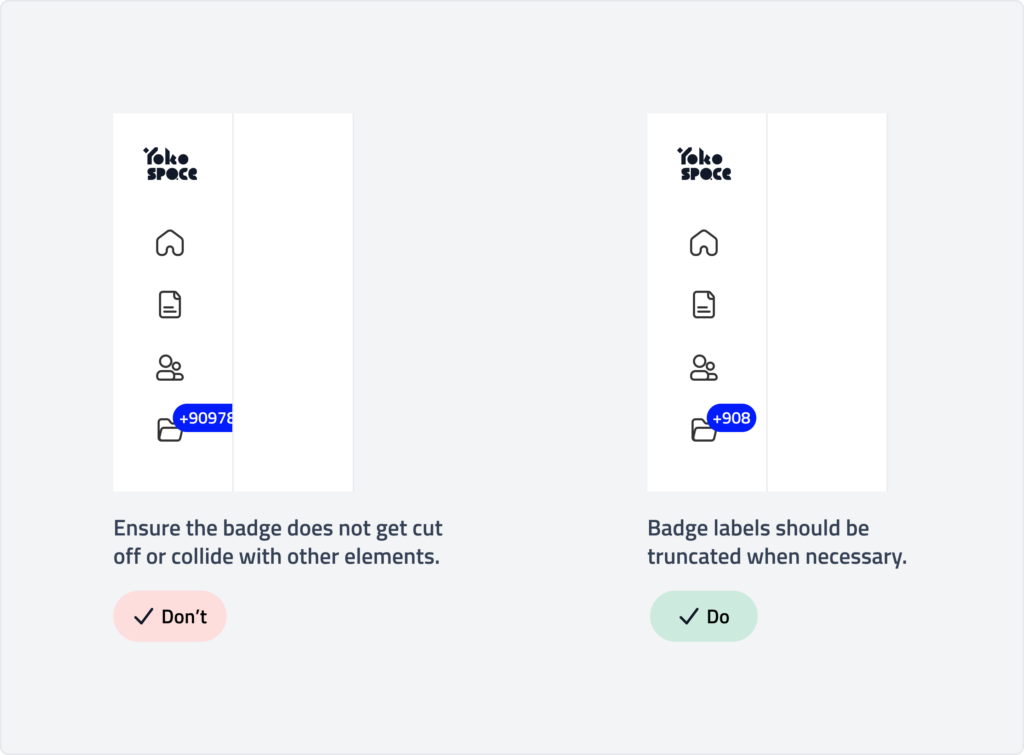 Yoko
space
+90978
Ensure the badge does not get cut
off or collide with other elements.
Don't
Yoko
space
+908
Badge labels should be
truncated when necessary.
Do